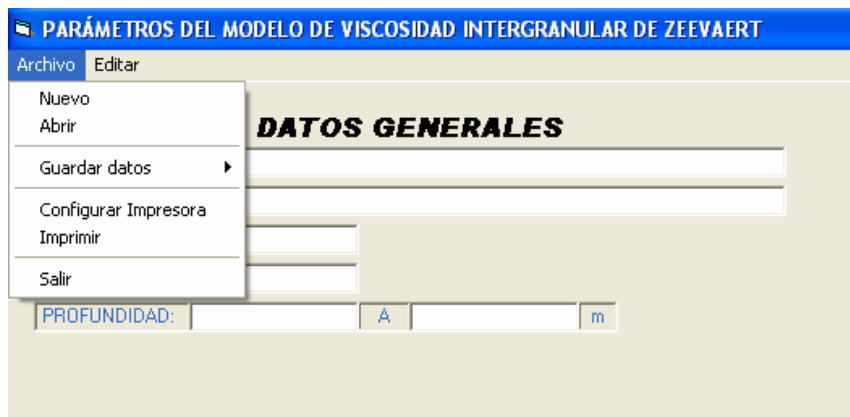 PARÁMETROS DEL MODELO DE VISCOSIDAD INTERGRANULAR DE ZEEVAERT
Archivo Editar
Nuevo
Abrir
DATOS GENERALES
Guardar datos
Configurar Impresora
Imprimir
Salir
PROFUNDIDAD: A m